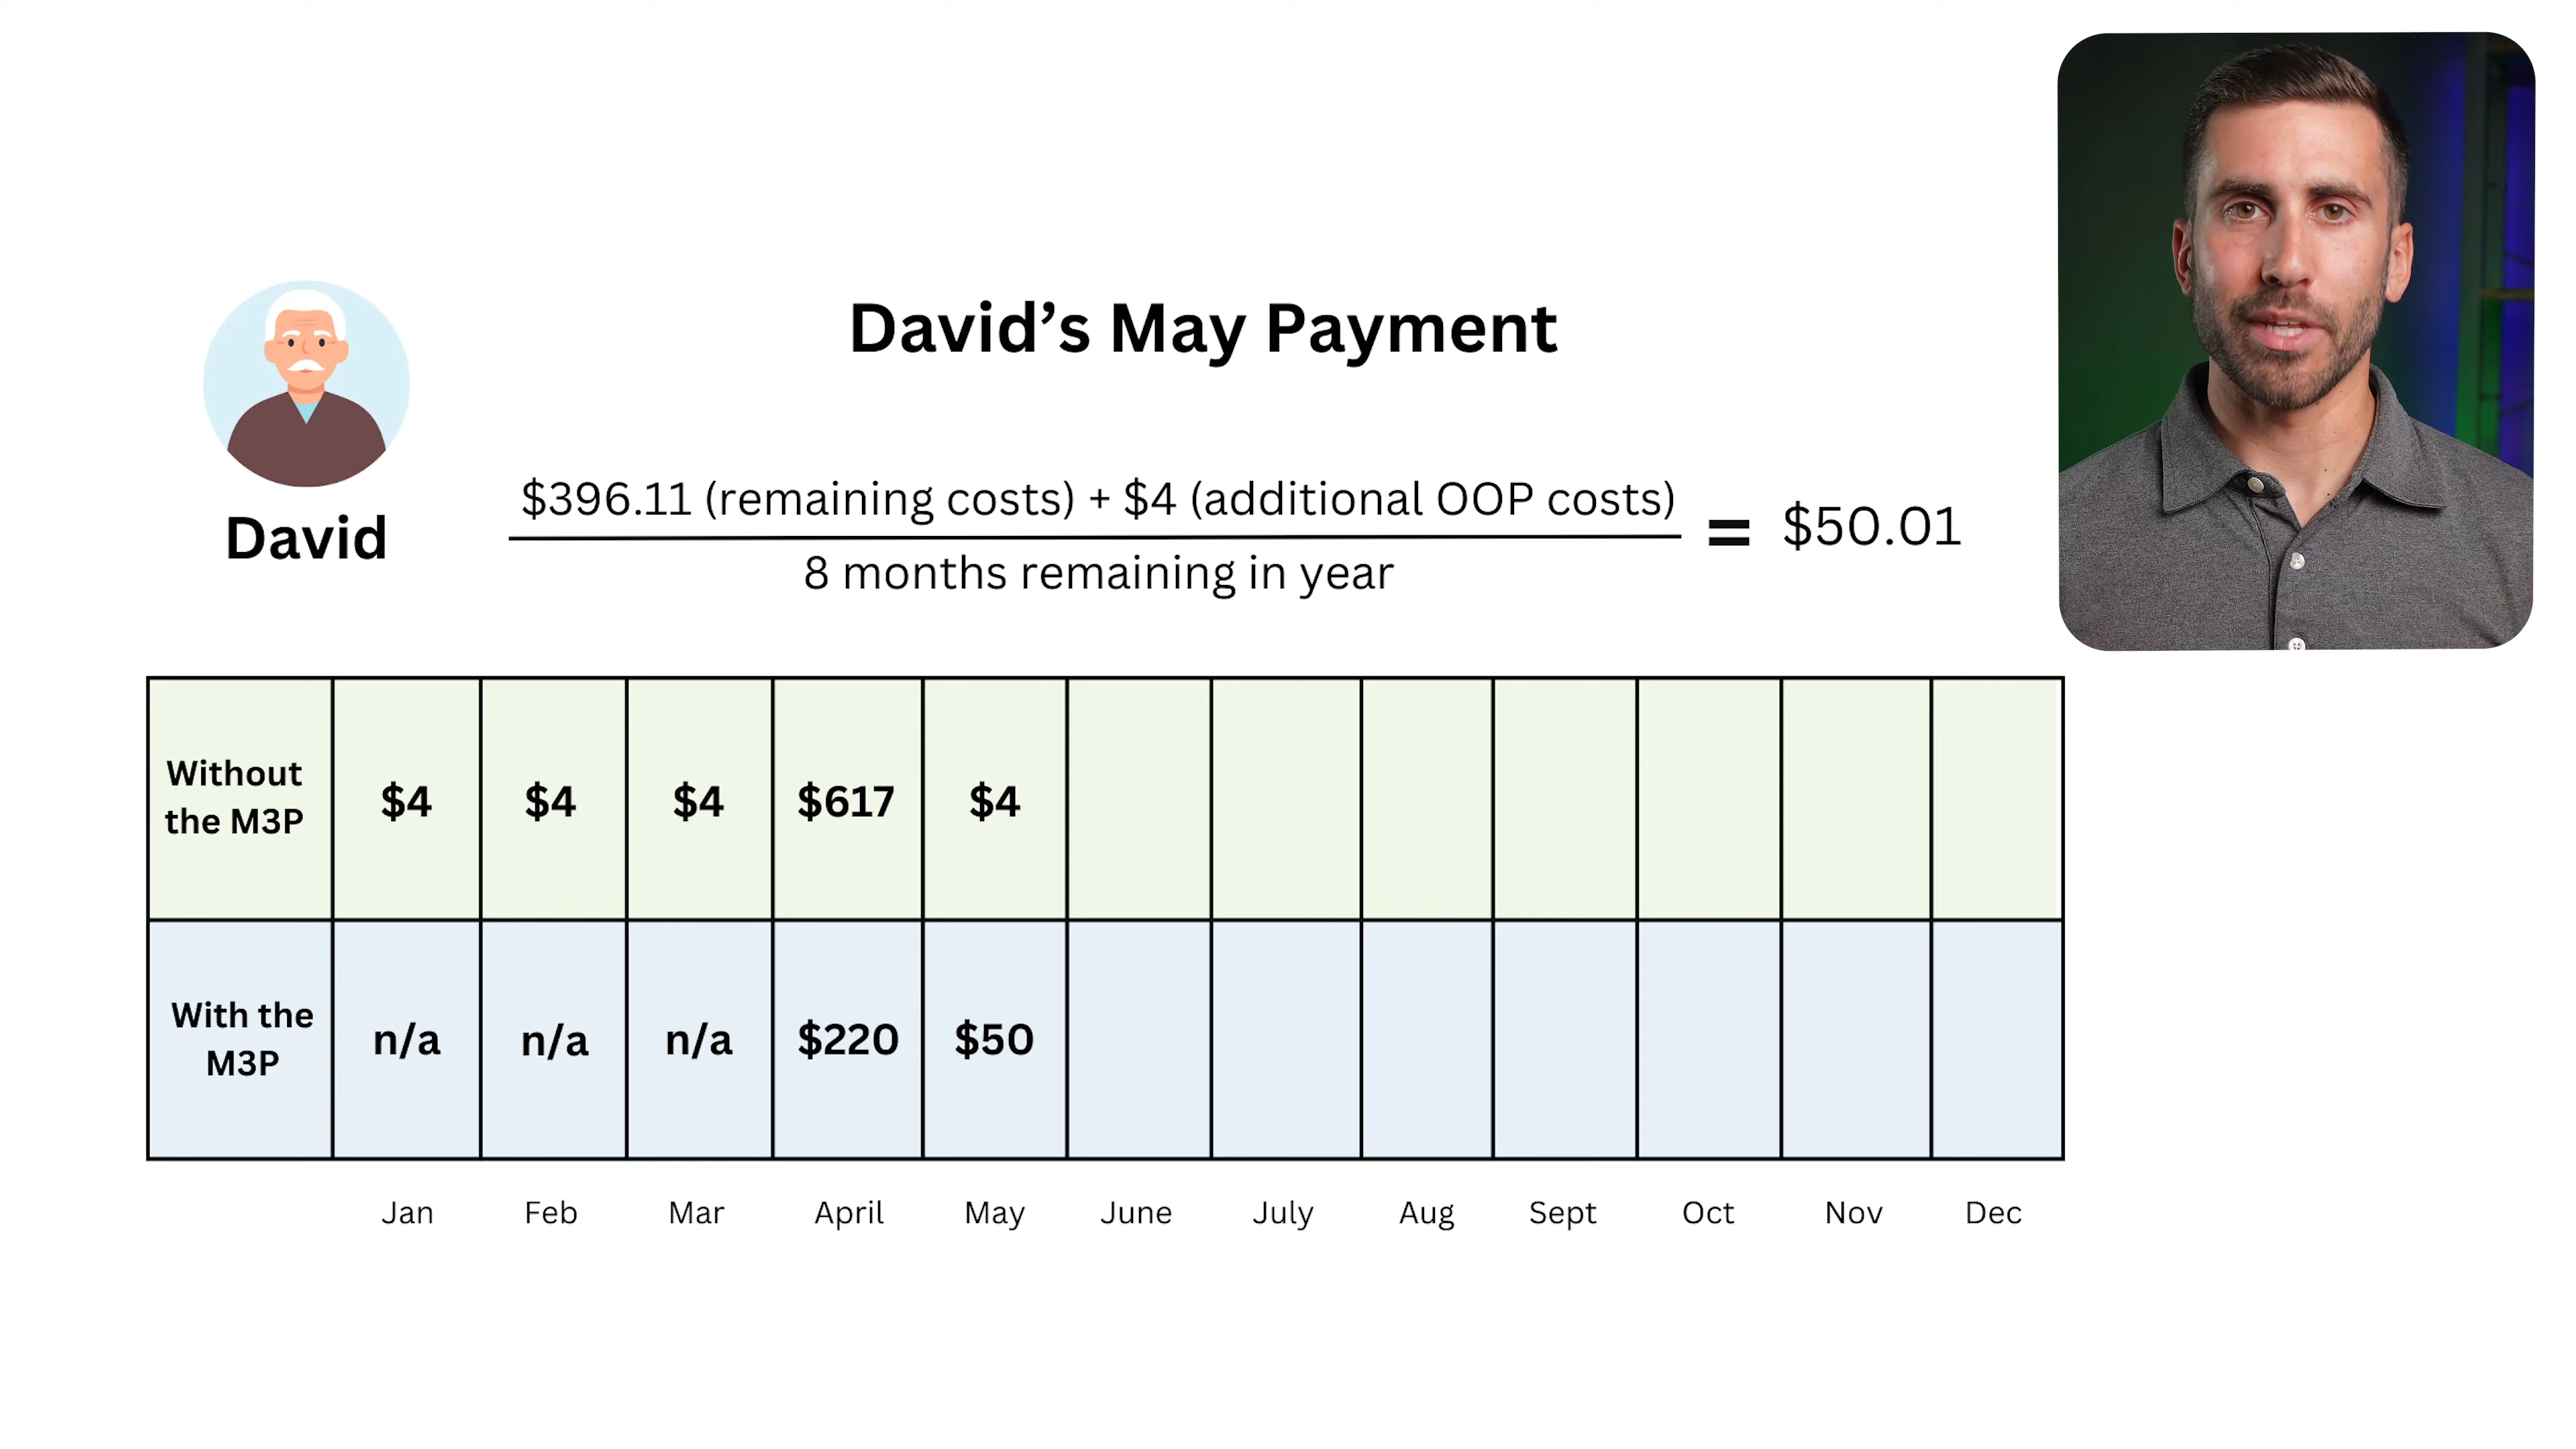 David's May Payment
David
$396.11 (remaining costs) + $4 (additional OOP costs)
8 months remaining in year
= $50.01
Without
the M3P
$4 $4 $4 $617 $4
With the
M3P
n/a n/a n/a $220 $50
Jan Feb Mar April May June July Aug Sept Oct Nov Dec